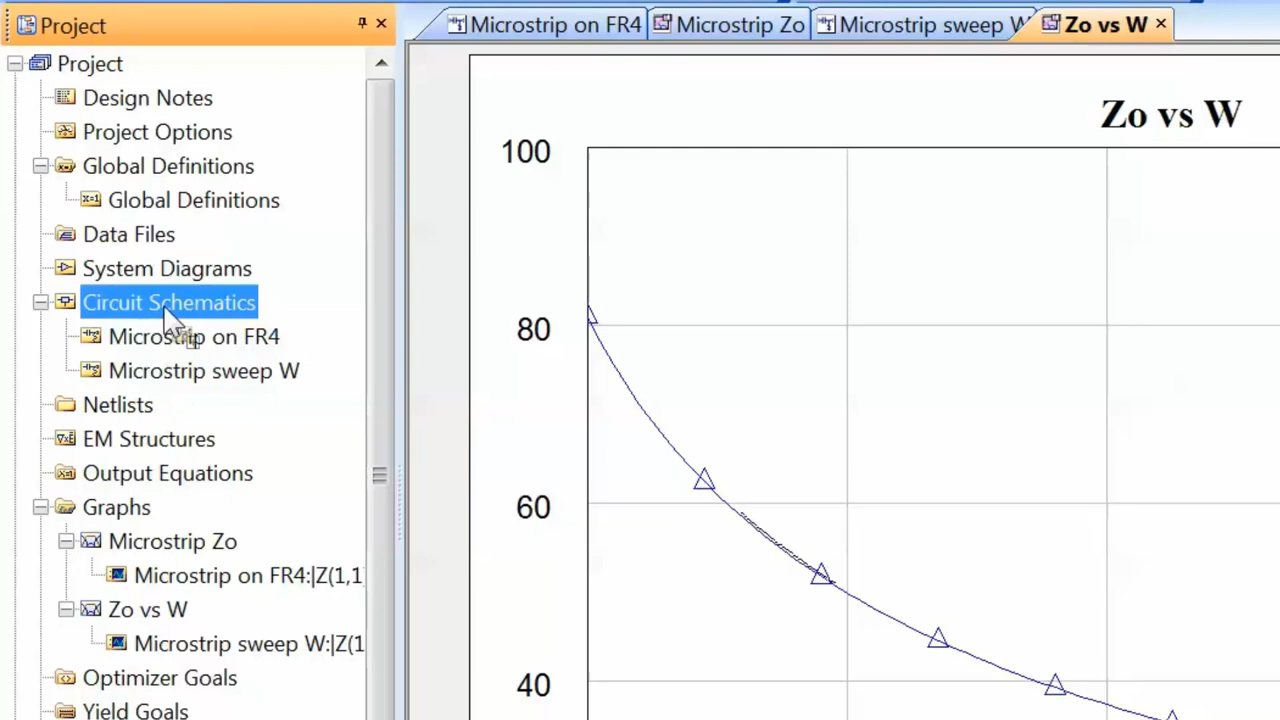 Project
Microstrip on FR4
Microstrip Zo
Microstrip sweep W
Zo vs W
Project
Design Notes
Project Options
Global Definitions
Global Definitions
Data Files
System Diagrams
Circuit Schematics
Microstrip on FR4
Microstrip sweep W
Netlists
EM Structures
Output Equations
Graphs
Microstrip Zo
Microstrip on FR4:|Z(1,1
Zo vs W
Microstrip sweep W:|Z(1
Optimizer Goals
Yield Goals
Zo vs W
100
80
60
40